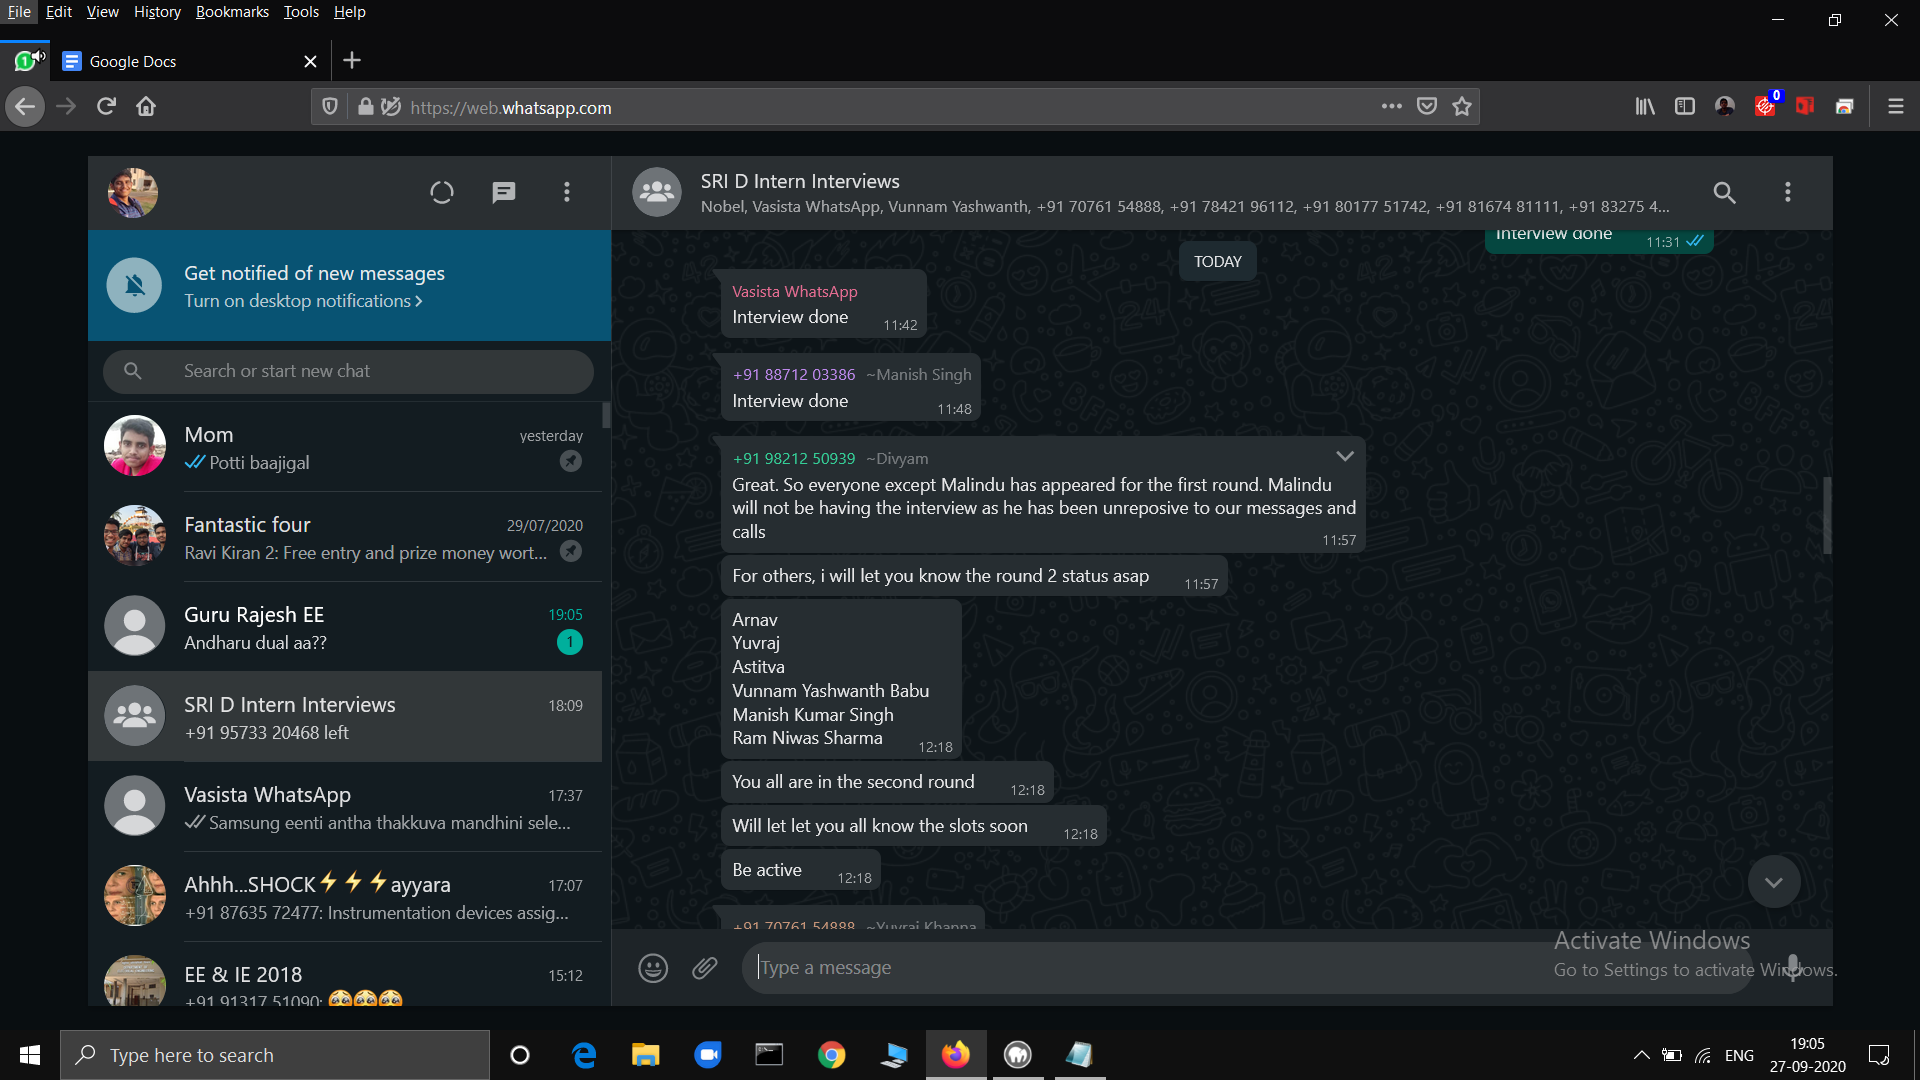 File Edit View History Bookmarks Tools Help
1
Google Docs
https://web.whatsapp.com
0
Get notified of new messages
Turn on desktop notifications
Search or start new chat
Mom yesterday
Potti baajigal
Fantastic four 29/07/2020
Ravi Kiran 2: Free entry and prize money wort...
Guru Rajesh EE 19:05
Andharu dual aa?? 1
SRI D Intern Interviews 18:09
+91 95733 20468 left
Vasista WhatsApp 17:37
Samsung eenti antha thakkuva mandhini sele...
Ahhh...SHOCK⚡⚡⚡ayyara 17:07
+91 87635 72477: Instrumentation devices assig...
EE & IE 2018 15:12
+91 91317 51090: 🥺🥺🥺
SRI D Intern Interviews
Nobel, Vasista WhatsApp, Vunnam Yashwanth, +91 70761 54888, +91 78421 96112, +91 80177 51742, +91 81674 81111, +91 83275 4...
Interview done 11:31
TODAY
Vasista WhatsApp
Interview done 11:42
+91 88712 03386 ~Manish Singh
Interview done 11:48
+91 98212 50939 ~Divyam
Great. So everyone except Malindu has appeared for the first round. Malindu
will not be having the interview as he has been unreposive to our messages and
calls
11:57
For others, i will let you know the round 2 status asap 11:57
Arnav
Yuvraj
Astitva
Vunnam Yashwanth Babu
Manish Kumar Singh
Ram Niwas Sharma 12:18
You all are in the second round 12:18
Will let let you all know the slots soon 12:18
Be active 12:18
+91 70761 54888 ~Yuvraj Khanna
Type a message
Activate Windows
Go to Settings to activate Windows.
Type here to search
ENG
19:05
27-09-2020